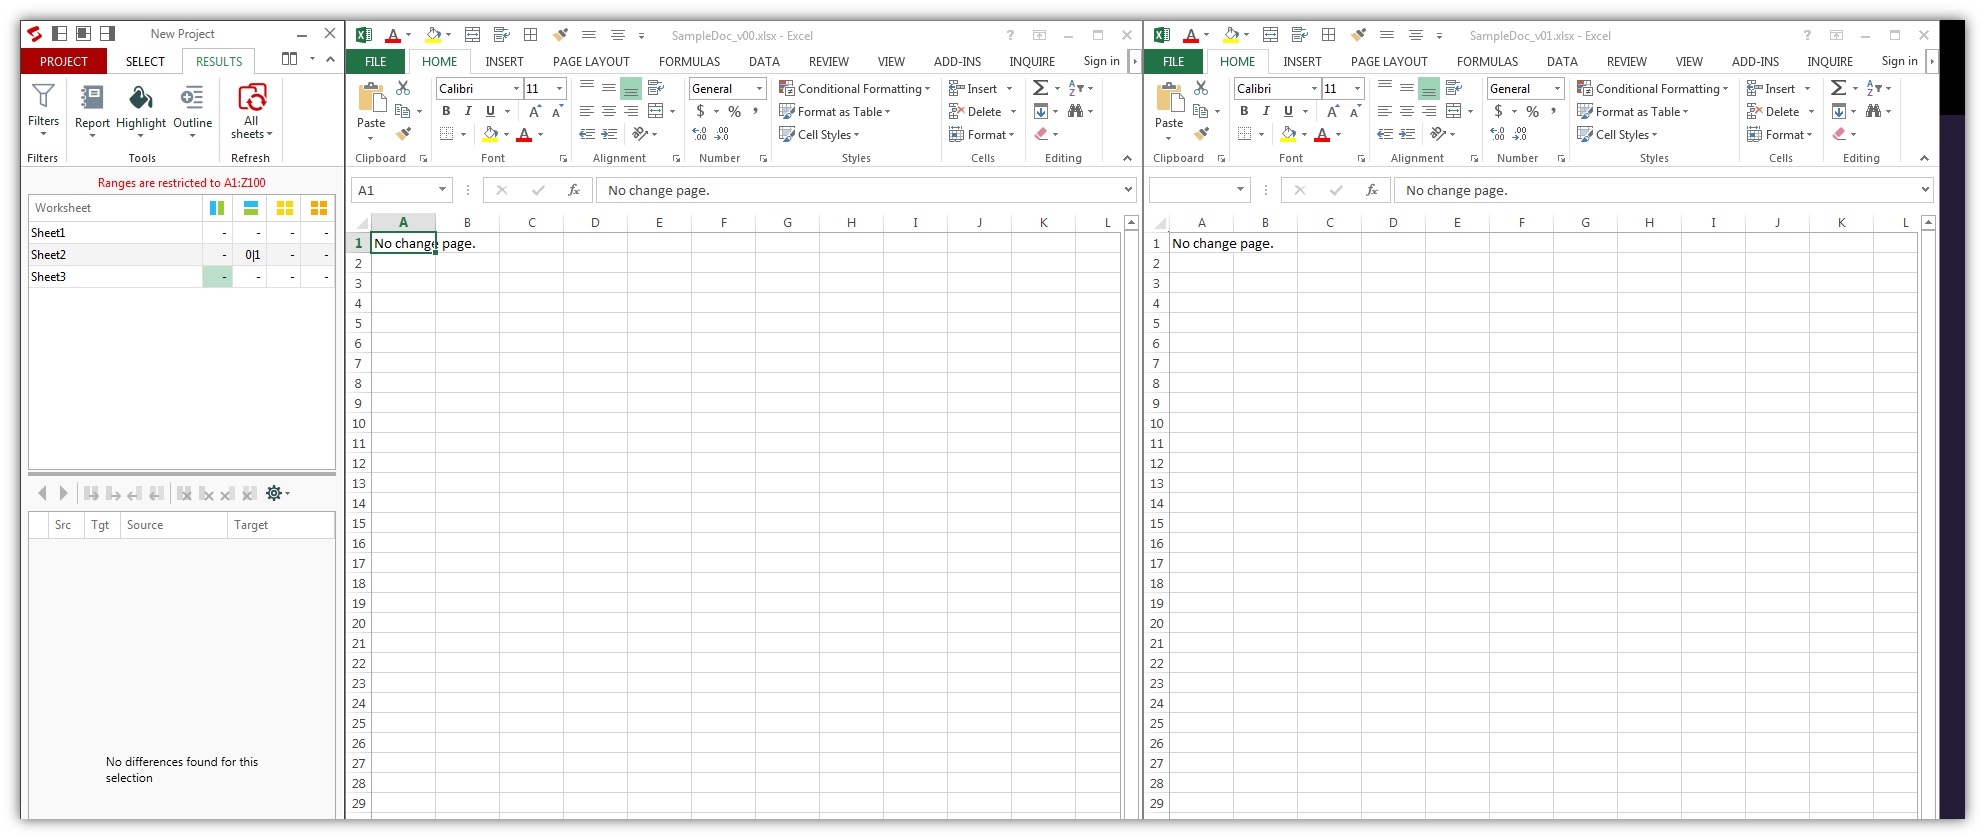 New Project
PROJECT SELECT RESULTS
Filters Report Highlight Outline All sheets
Filters Tools Refresh
Ranges are restricted to A1:Z100
Worksheet
Sheet1 - - - -
Sheet2 - 0|1 - -
Sheet3 - - - -
Src Tgt Source Target
No differences found for this
selection
SampleDoc_v00.xlsx - Excel
FILE HOME INSERT PAGE LAYOUT FORMULAS DATA REVIEW VIEW ADD-INS INQUIRE Sign in
Calibri 11 General Conditional Formatting Insert
Paste B I U $ % , Format as Table Delete
Cell Styles Format
Clipboard Font Alignment Number Styles Cells Editing
A1 fx No change page.
A B C D E F G H I J K L
1 No change page.
2
3
4
5
6
7
8
9
10
11
12
13
14
15
16
17
18
19
20
21
22
23
24
25
26
27
28
29
SampleDoc_v01.xlsx - Excel
FILE HOME INSERT PAGE LAYOUT FORMULAS DATA REVIEW VIEW ADD-INS INQUIRE Sign in
Calibri 11 General Conditional Formatting Insert
Paste B I U $ % , Format as Table Delete
Cell Styles Format
Clipboard Font Alignment Number Styles Cells Editing
fx No change page.
A B C D E F G H I J K L
1 No change page.
2
3
4
5
6
7
8
9
10
11
12
13
14
15
16
17
18
19
20
21
22
23
24
25
26
27
28
29